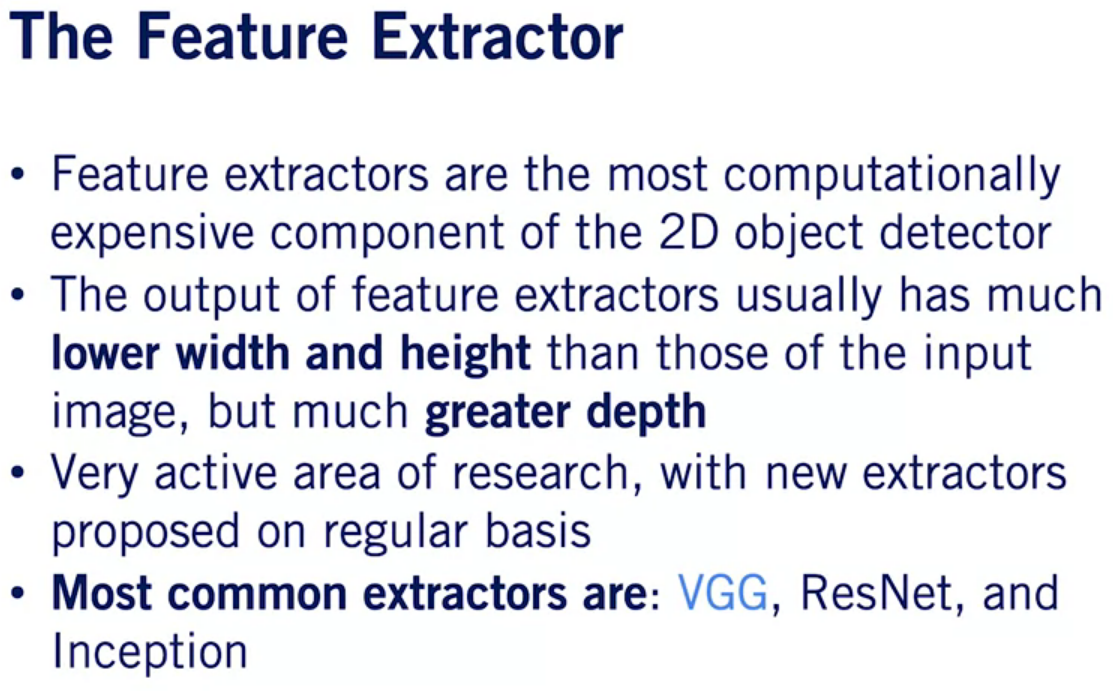 The Feature Extractor
• Feature extractors are the most computationally
expensive component of the 2D object detector
• The output of feature extractors usually has much
lower width and height than those of the input
image, but much greater depth
• Very active area of research, with new extractors
proposed on regular basis
• Most common extractors are: VGG, ResNet, and
Inception